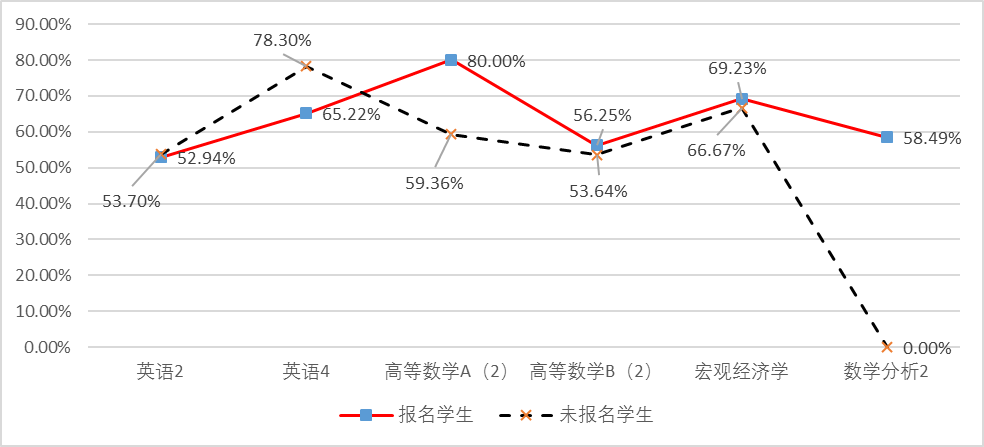 90.00%
80.00%
70.00%
60.00%
50.00%
40.00%
30.00%
20.00%
10.00%
0.00%
78.30%
80.00%
69.23%
65.22%
56.25%
58.49%
52.94%
59.36%
66.67%
53.70%
53.64%
0.00%
英语2
英语4
高等数学A（2）
高等数学B（2）
宏观经济学
数学分析2
报名学生
未报名学生